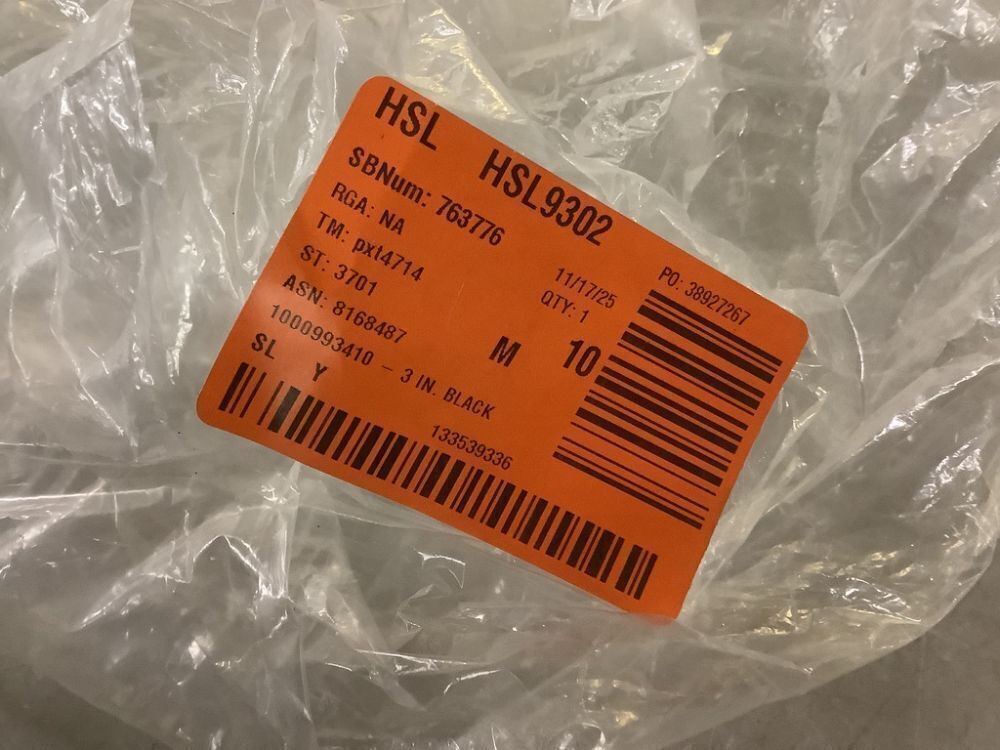 HSL HSL9302
SBNum: 763776
RGA: NA
TM: pxt4714
ST: 3701
ASN: 8168487
1000993410 – 3 IN. BLACK
SL Y
11/17/25
QTY: 1
M 10
PO: 38927267
133539336